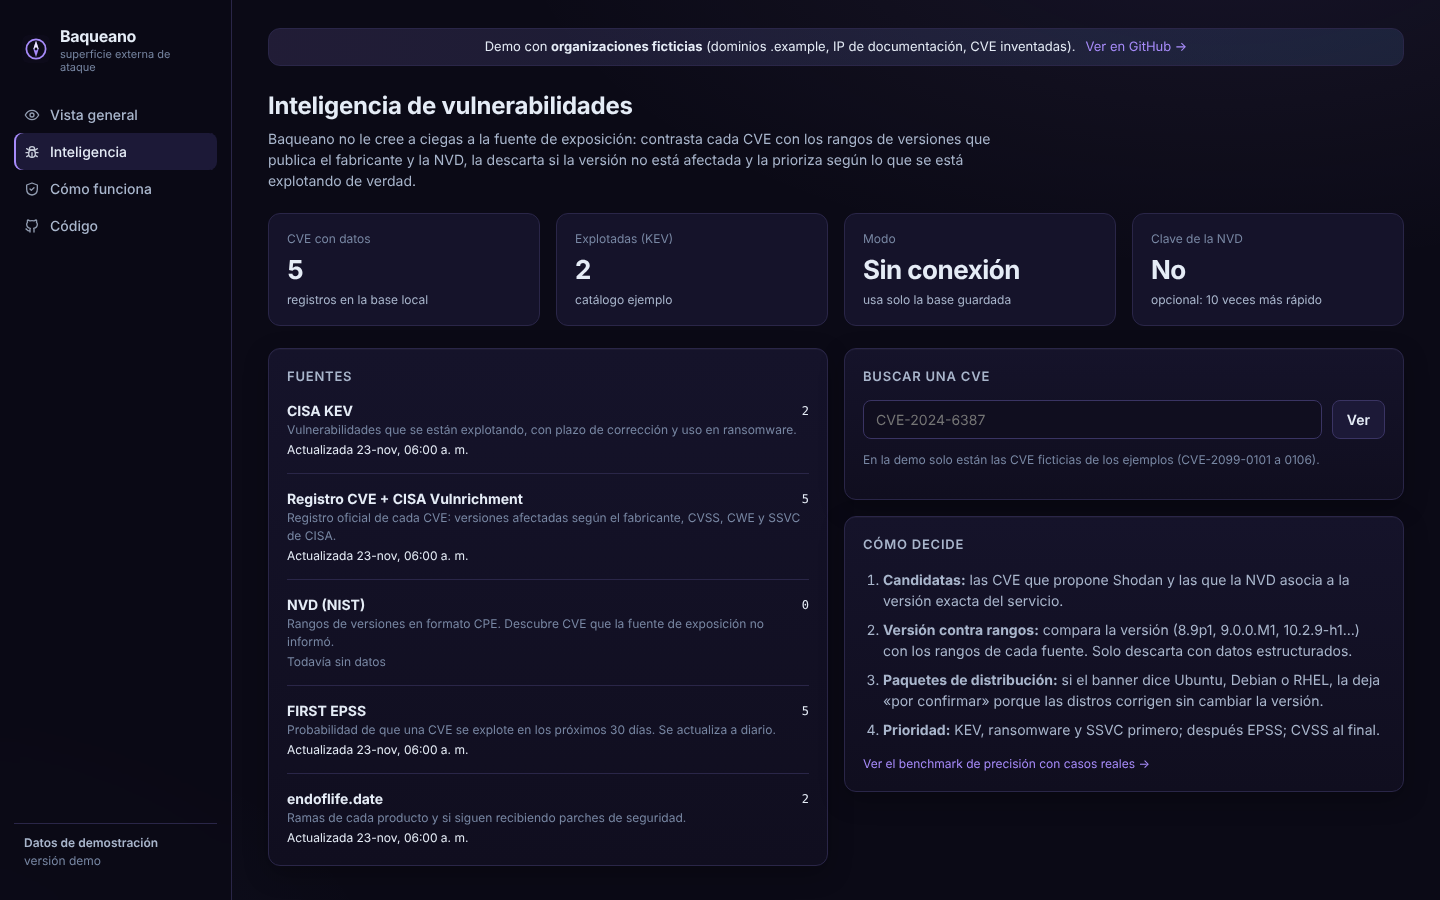 Baqueano
superficie externa de
ataque
Vista general
Inteligencia
Cómo funciona
Código
Datos de demostración
versión demo
Demo con organizaciones ficticias (dominios .example, IP de documentación, CVE inventadas). Ver en GitHub →
Inteligencia de vulnerabilidades
Baqueano no le cree a ciegas a la fuente de exposición: contrasta cada CVE con los rangos de versiones que
publica el fabricante y la NVD, la descarta si la versión no está afectada y la prioriza según lo que se está
explotando de verdad.
CVE con datos
5
registros en la base local
Explotadas (KEV)
2
catálogo ejemplo
Modo
Sin conexión
usa solo la base guardada
Clave de la NVD
No
opcional: 10 veces más rápido
FUENTES
CISA KEV 2
Vulnerabilidades que se están explotando, con plazo de corrección y uso en ransomware.
Actualizada 23-nov, 06:00 a. m.
Registro CVE + CISA Vulnrichment 5
Registro oficial de cada CVE: versiones afectadas según el fabricante, CVSS, CWE y SSVC
de CISA.
Actualizada 23-nov, 06:00 a. m.
NVD (NIST) 0
Rangos de versiones en formato CPE. Descubre CVE que la fuente de exposición no
informó.
Todavía sin datos
FIRST EPSS 5
Probabilidad de que una CVE se explote en los próximos 30 días. Se actualiza a diario.
Actualizada 23-nov, 06:00 a. m.
endoflife.date 2
Ramas de cada producto y si siguen recibiendo parches de seguridad.
Actualizada 23-nov, 06:00 a. m.
BUSCAR UNA CVE
CVE-2024-6387 Ver
En la demo solo están las CVE ficticias de los ejemplos (CVE-2099-0101 a 0106).
CÓMO DECIDE
1. Candidatas: las CVE que propone Shodan y las que la NVD asocia a la
versión exacta del servicio.
2. Versión contra rangos: compara la versión (8.9p1, 9.0.0.M1, 10.2.9-h1…)
con los rangos de cada fuente. Solo descarta con datos estructurados.
3. Paquetes de distribución: si el banner dice Ubuntu, Debian o RHEL, la deja
«por confirmar» porque las distros corrigen sin cambiar la versión.
4. Prioridad: KEV, ransomware y SSVC primero; después EPSS; CVSS al final.
Ver el benchmark de precisión con casos reales →